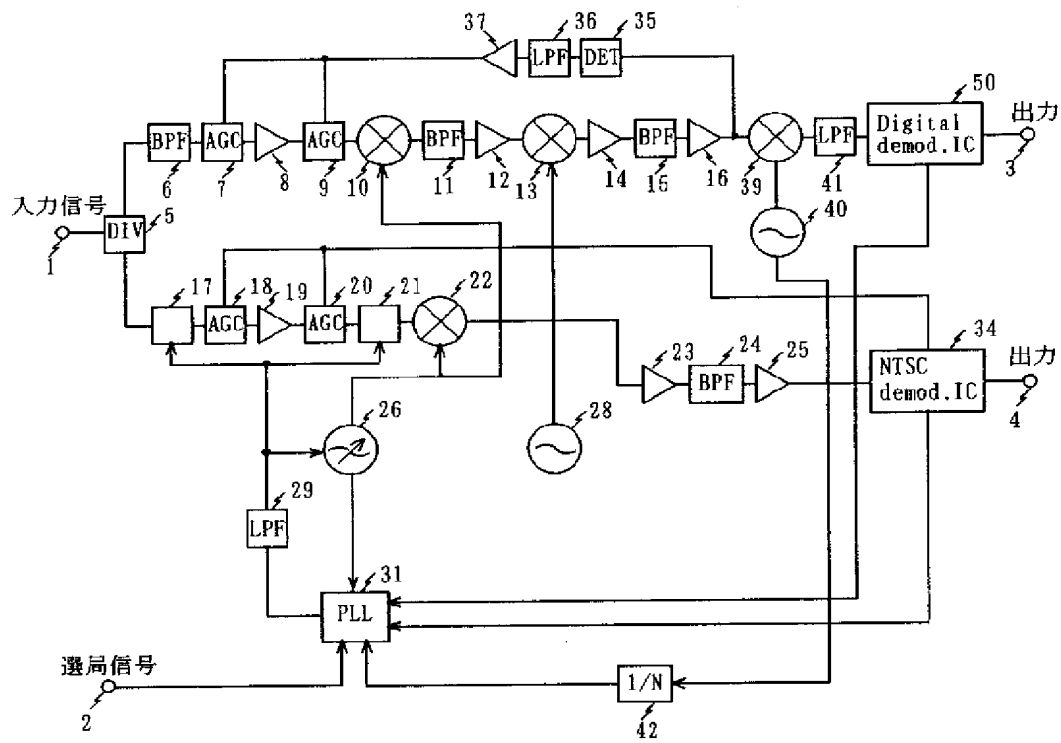 37 36 35
LPF DET
50
Digital
demod.IC
出力
3
BPF AGC AGC BPF BPF LPF
6 7 8 9 10 11 12 13 14 15 16 39 41
40
入力信号
1
DIV
5
17 18 19 20 21 22
AGC AGC
23 24 25
BPF
34
NTSC
demod.IC
出力
4
26
28
29
LPF
31
PLL
選局信号
2
1/N
42